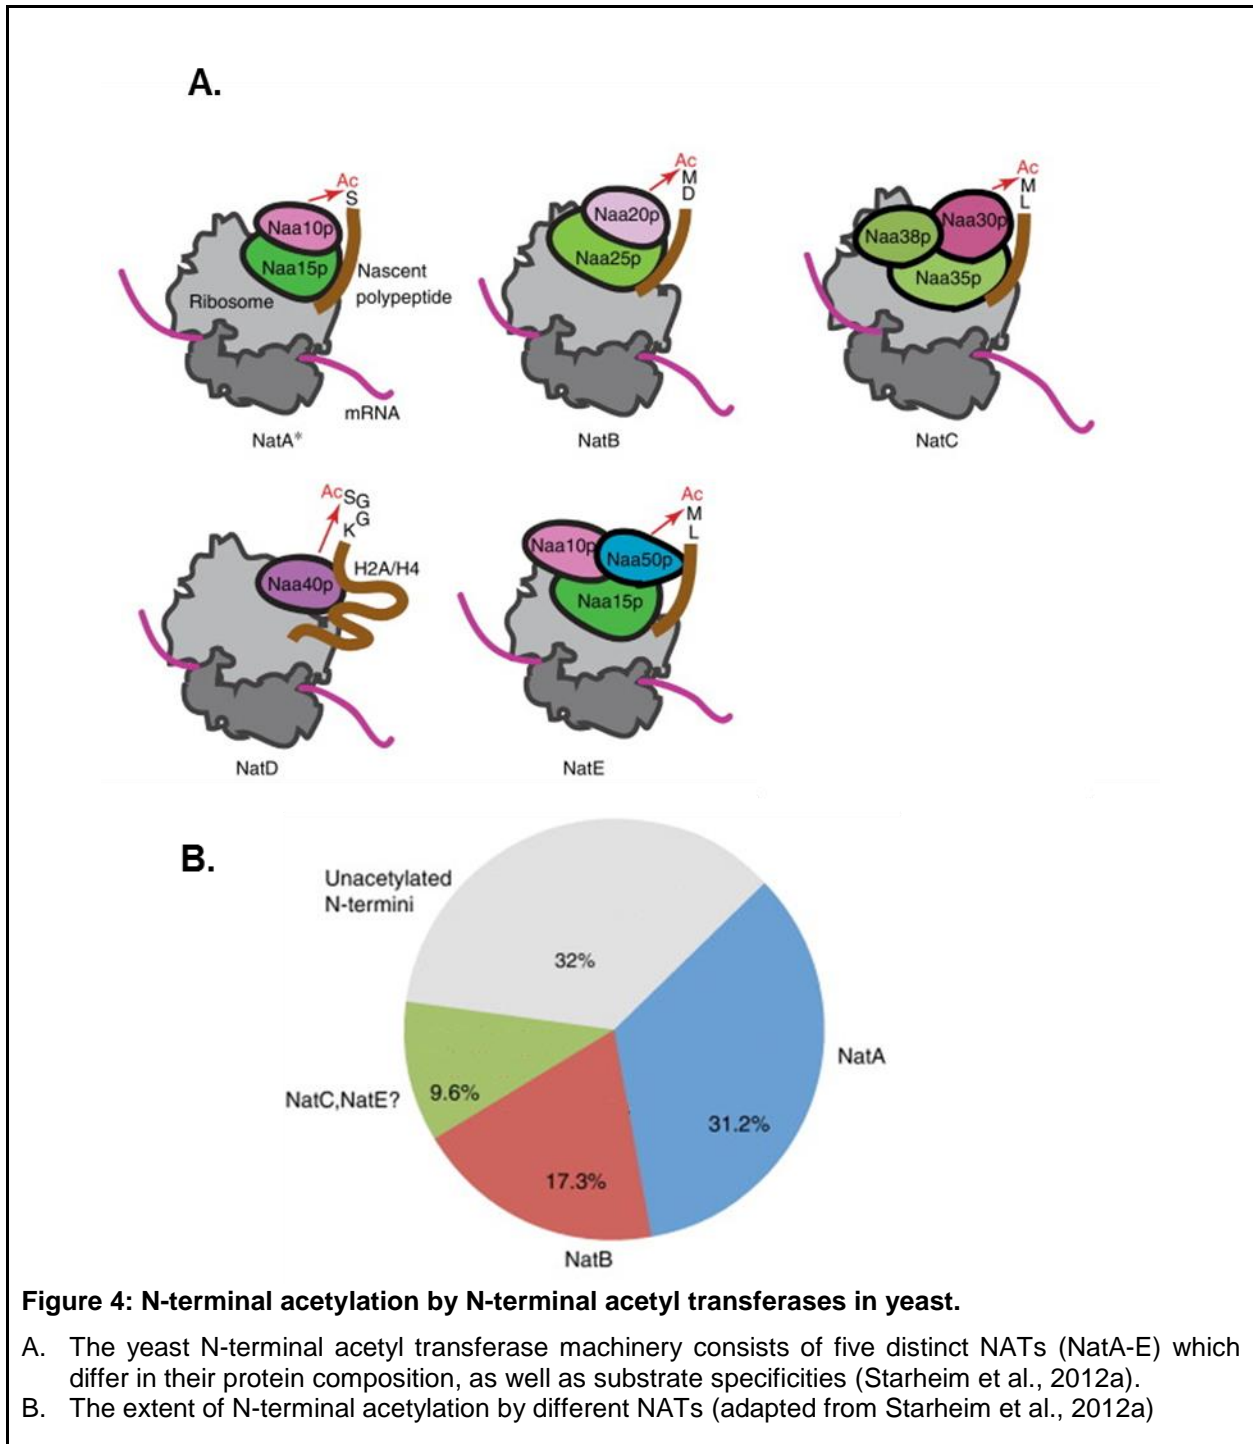 A.
Ac
S
Naa10p
Naa15p
Ribosome
Nascent
polypeptide
mRNA
NatA*
Ac
M
D
Naa20p
Naa25p
NatB
Ac
M
L
Naa30p
Naa38p
Naa35p
NatC
AcSGGK
H2A/H4
Naa40p
NatD
Ac
M
L
Naa10p
Naa50p
Naa15p
NatE
B.
Unacetylated
N-termini
32%
NatA
31.2%
NatC,NatE?
9.6%
17.3%
NatB
Figure 4: N-terminal acetylation by N-terminal acetyl transferases in yeast.
A. The yeast N-terminal acetyl transferase machinery consists of five distinct NATs (NatA-E) which
differ in their protein composition, as well as substrate specificities (Starheim et al., 2012a).
B. The extent of N-terminal acetylation by different NATs (adapted from Starheim et al., 2012a)